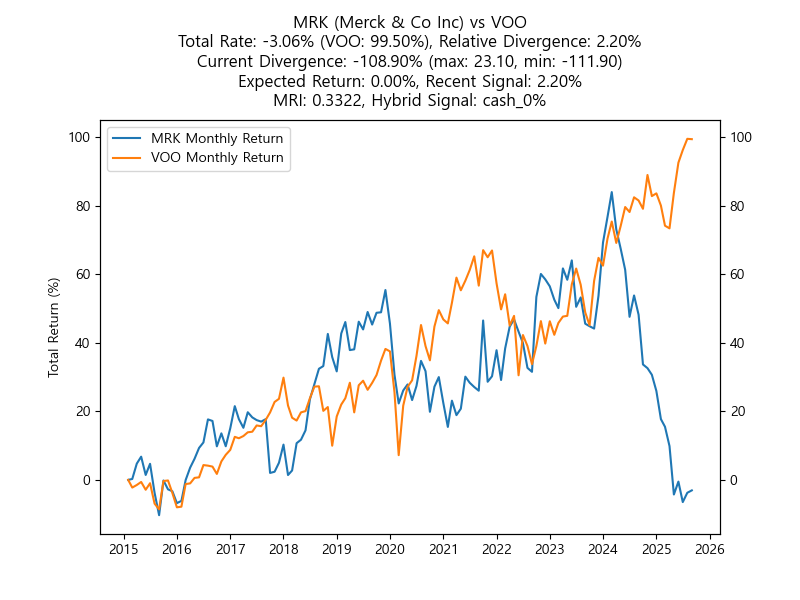 MRK (Merck & Co Inc) vs VOO
Total Rate: -3.06% (VOO: 99.50%), Relative Divergence: 2.20%
Current Divergence: -108.90% (max: 23.10, min: -111.90)
Expected Return: 0.00%, Recent Signal: 2.20%
MRI: 0.3322, Hybrid Signal: cash_0%
MRK Monthly Return
VOO Monthly Return
Total Return (%)
100
80
60
40
20
0
100
80
60
40
20
0
2015 2016 2017 2018 2019 2020 2021 2022 2023 2024 2025 2026